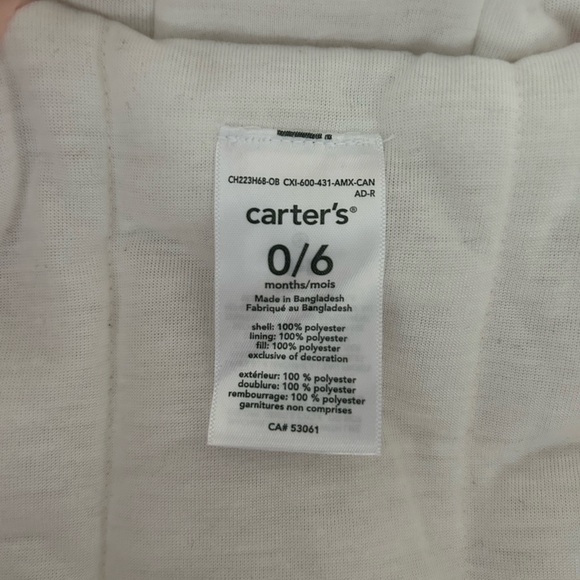 CH223H68-OB CXI-600-431-AMX-CAN
AD-R
carter's®
0/6
months/mois
Made in Bangladesh
Fabriqué au Bangladesh
shell: 100% polyester
lining: 100% polyester
fill: 100% polyester
exclusive of decoration
extérieur: 100 % polyester
doublure: 100 % polyester
rembourrage: 100 % polyester
garnitures non comprises
CA# 53061